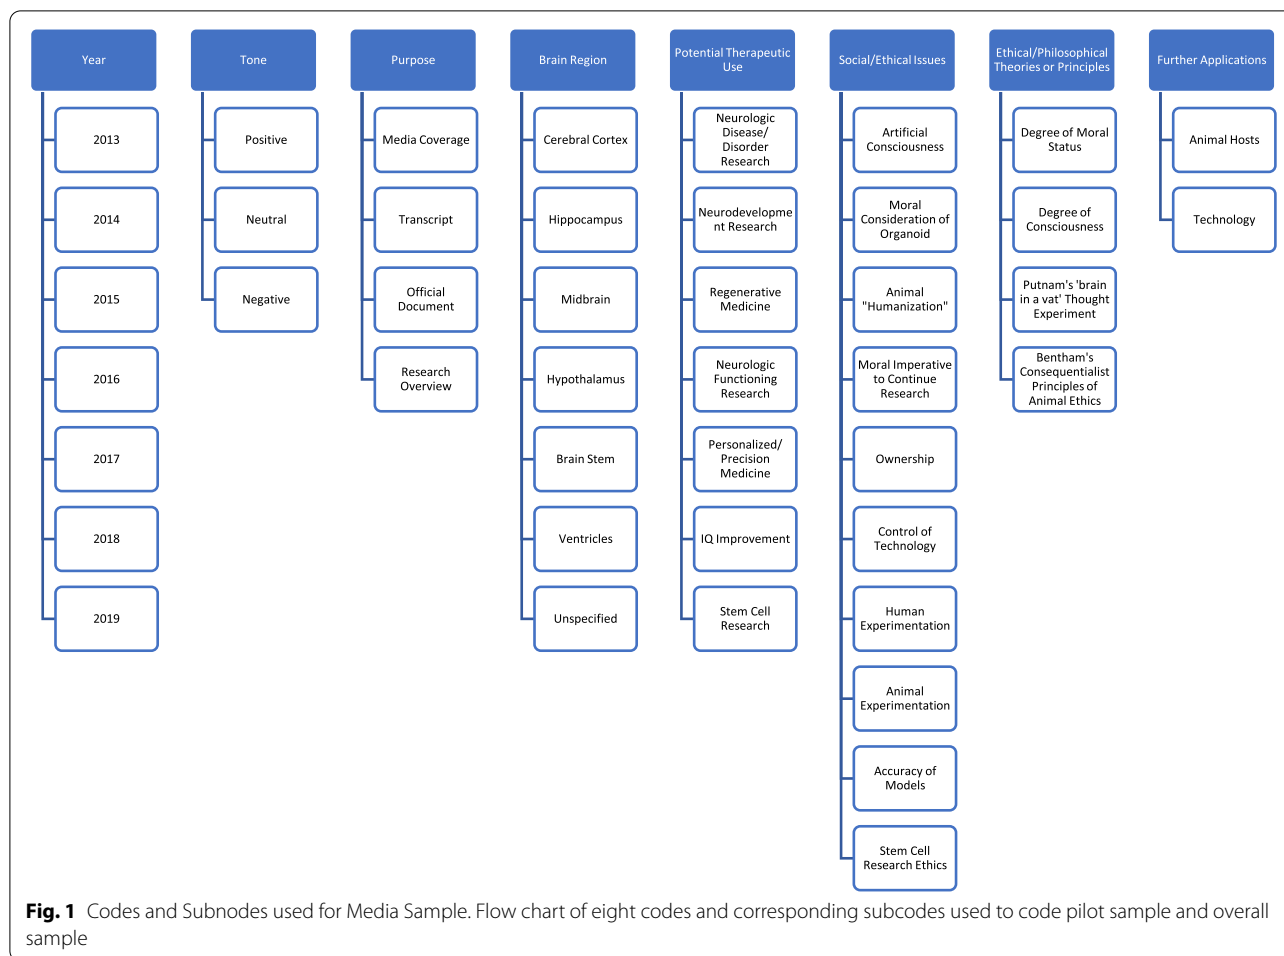 Year
2013
2014
2015
2016
2017
2018
2019
Tone
Positive
Neutral
Negative
Purpose
Media Coverage
Transcript
Official
Document
Research
Overview
Brain Region
Cerebral Cortex
Hippocampus
Midbrain
Hypothalamus
Brain Stem
Ventricles
Unspecified
Potential Therapeutic
Use
Neurologic
Disease/
Disorder
Research
Neurodevelopme
nt Research
Regenerative
Medicine
Neurologic
Functioning
Research
Personalized/
Precision
Medicine
IQ Improvement
Stem Cell
Research
Social/Ethical Issues
Artificial
Consciousness
Moral
Consideration of
Organoid
Animal
"Humanization"
Moral Imperative
to Continue
Research
Ownership
Control of
Technology
Human
Experimentation
Animal
Experimentation
Accuracy of
Models
Stem Cell
Research Ethics
Ethical/Philosophical
Theories or Principles
Degree of Moral
Status
Degree of
Consciousness
Putnam's 'brain
in a vat' Thought
Experiment
Bentham's
Consequentialist
Principles of
Animal Ethics
Further Applications
Animal Hosts
Technology
Fig. 1 Codes and Subnodes used for Media Sample. Flow chart of eight codes and corresponding subcodes used to code pilot sample and overall
sample